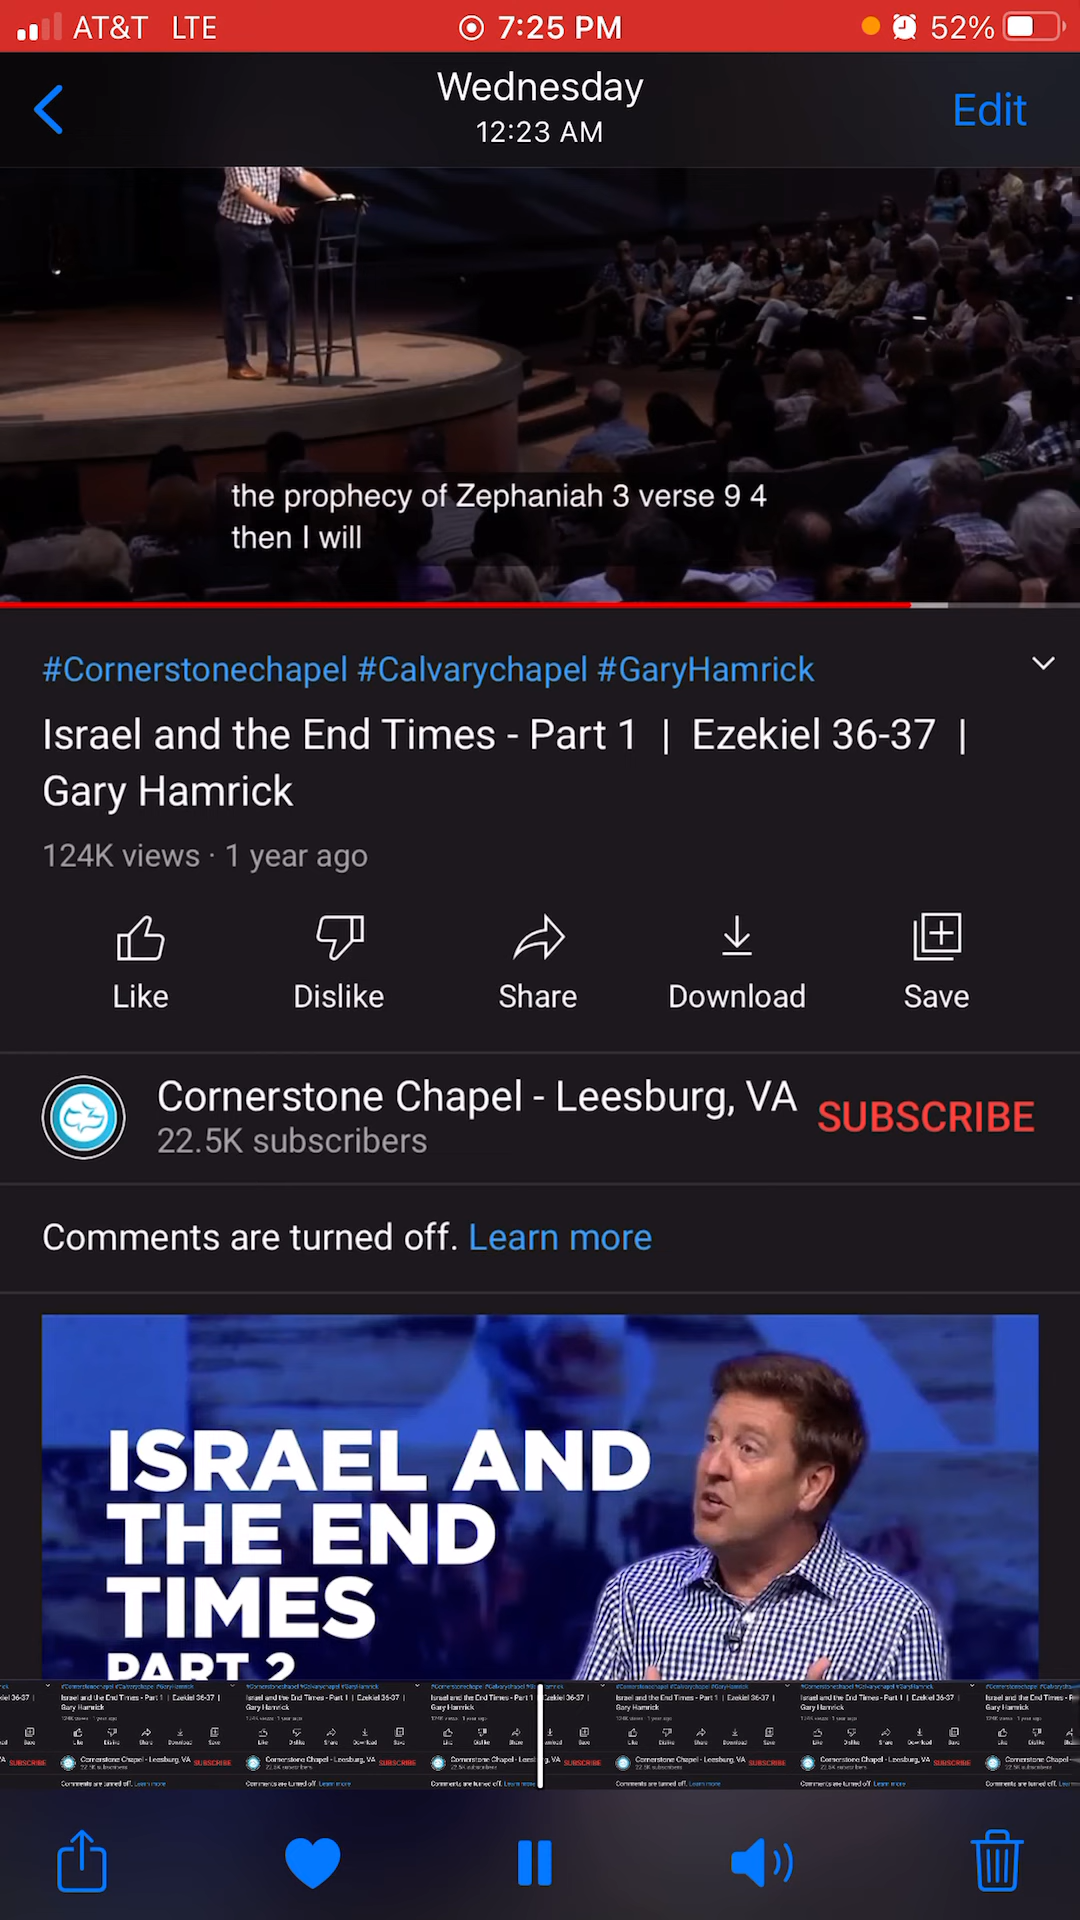 AT&T LTE 7:25 PM 52%
Wednesday
12:23 AM
Edit
the prophecy of Zephaniah 3 verse 9 4
then I will
#Cornerstonechapel #Calvarychapel #GaryHamrick
Israel and the End Times - Part 1 | Ezekiel 36-37 |
Gary Hamrick
124K views · 1 year ago
Like Dislike Share Download Save
Cornerstone Chapel - Leesburg, VA
22.5K subscribers
SUBSCRIBE
Comments are turned off. Learn more
ISRAEL AND
THE END
TIMES
PART 2